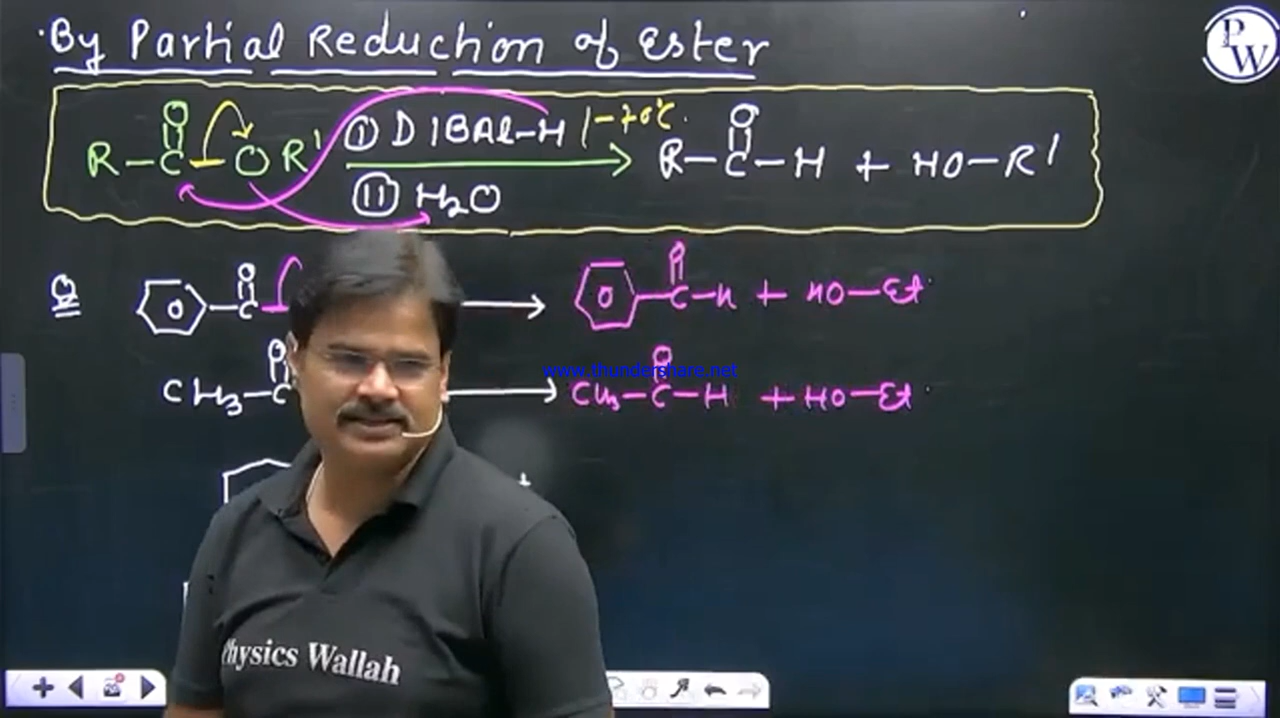 By Partial Reduction of Ester
PW
O O
R-C-OR' (I) DIBAl-H /-70°C. R-C-H + HO-R'
(II) H2O
Q O O
C C-H + HO-Et
O O
CH3-C CH3-C-H + HO-Et
www.thundershare.net
Physics Wallah